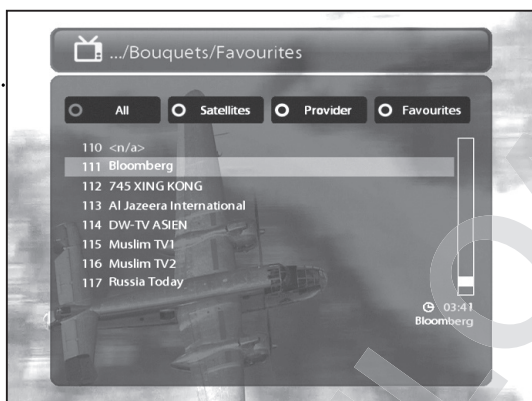 .../Bouquets/Favourites
All Satellites Provider Favourites
110 <n/a>
111 Bloomberg
112 745 XING KONG
113 Al Jazeera International
114 DW-TV ASIEN
115 Muslim TV1
116 Muslim TV2
117 Russia Today
03:41
Bloomberg